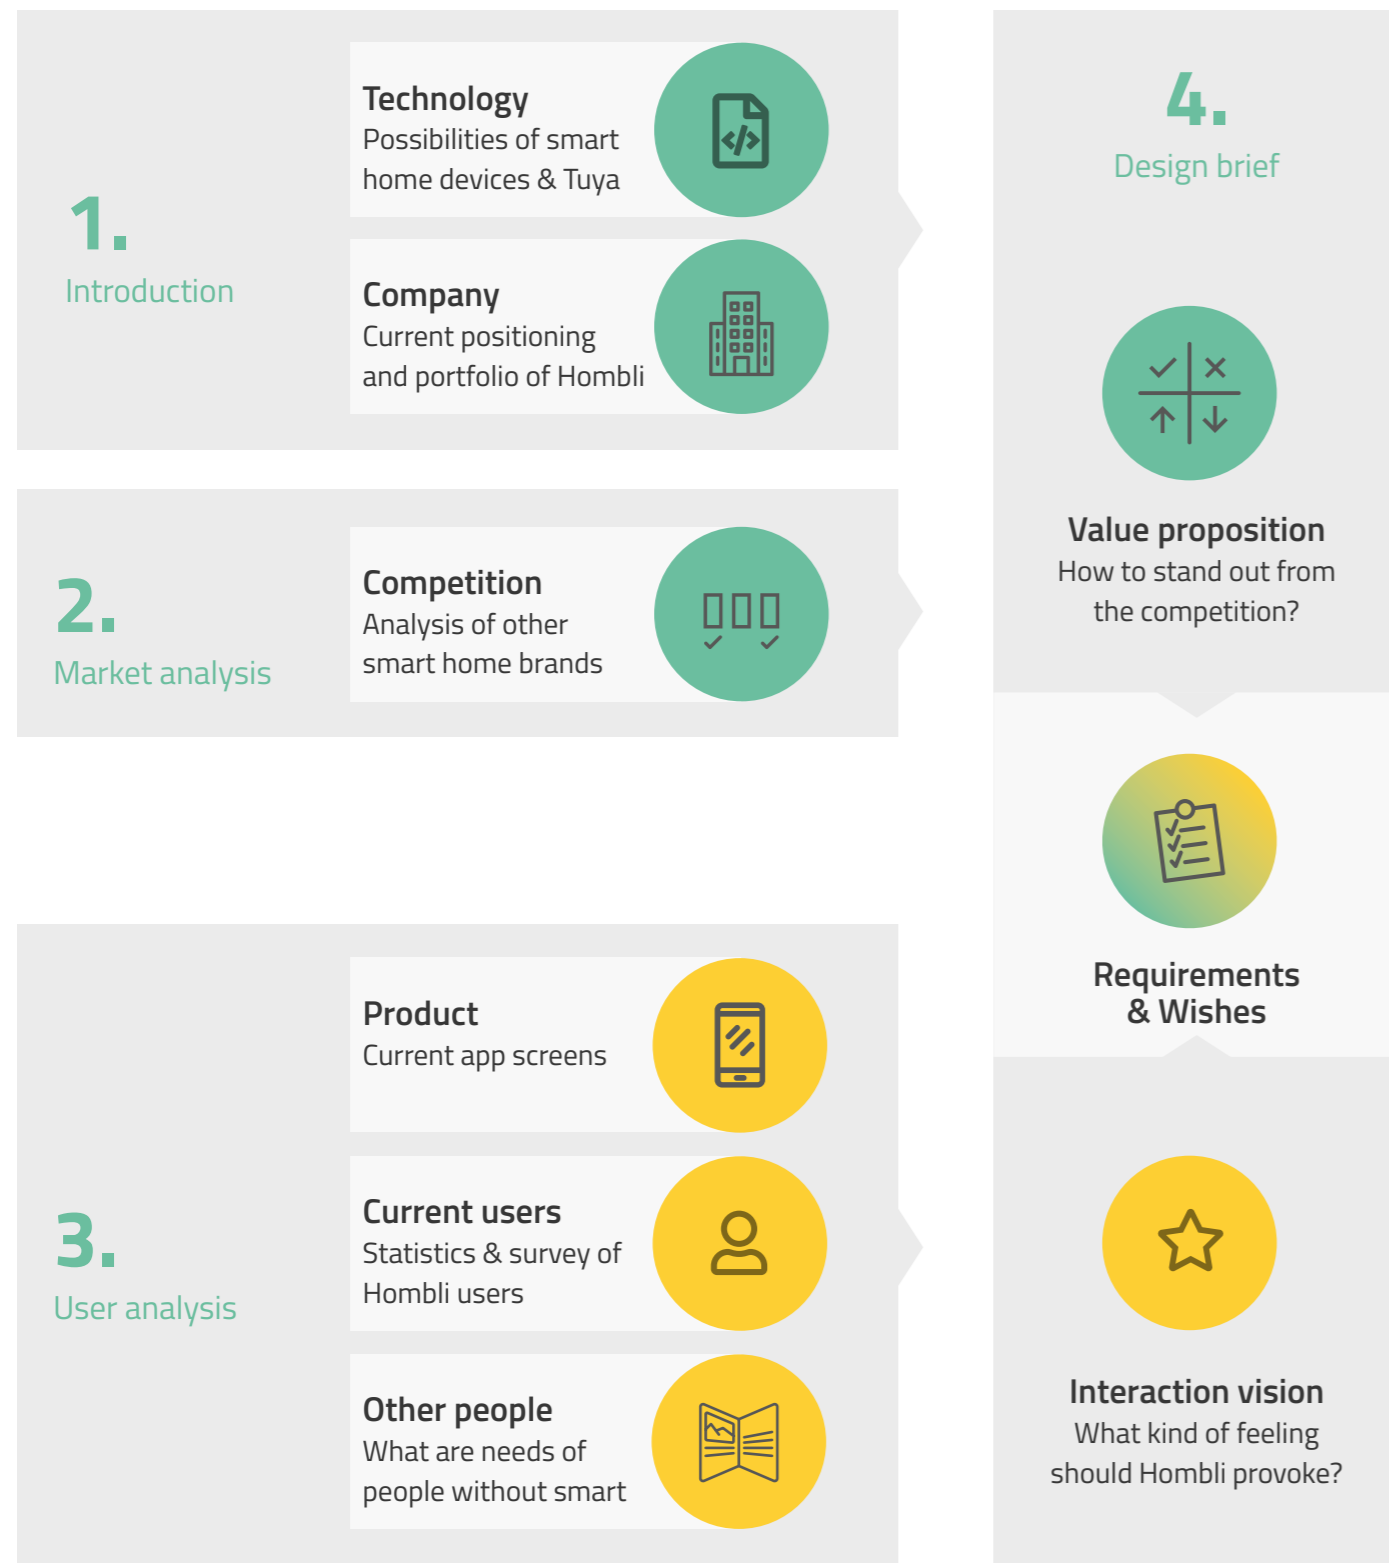 1.
Introduction
Technology
Possibilities of smart
home devices & Tuya
Company
Current positioning
and portfolio of Hombli
2.
Market analysis
Competition
Analysis of other
smart home brands
3.
User analysis
Product
Current app screens
Current users
Statistics & survey of
Hombli users
Other people
What are needs of
people without smart
4.
Design brief
Value proposition
How to stand out from
the competition?
Requirements
& Wishes
Interaction vision
What kind of feeling
should Hombli provoke?